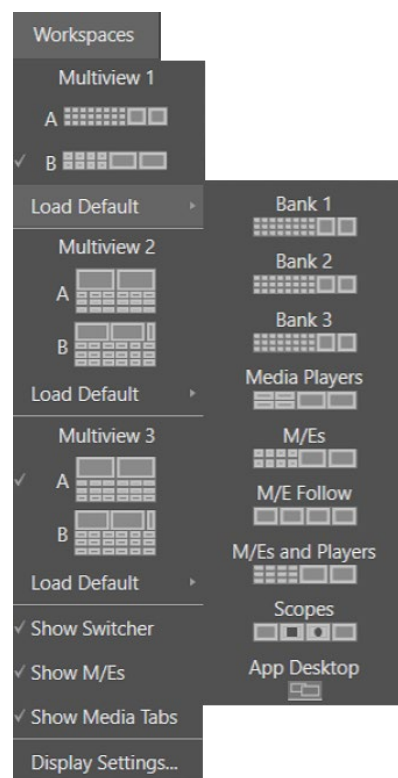 Workspaces
Multiview 1
A
B
Load Default
Multiview 2
A
B
Load Default
Multiview 3
A
B
Load Default
Show Switcher
Show M/Es
Show Media Tabs
Display Settings...
Bank 1
Bank 2
Bank 3
Media Players
M/Es
M/E Follow
M/Es and Players
Scopes
App Desktop